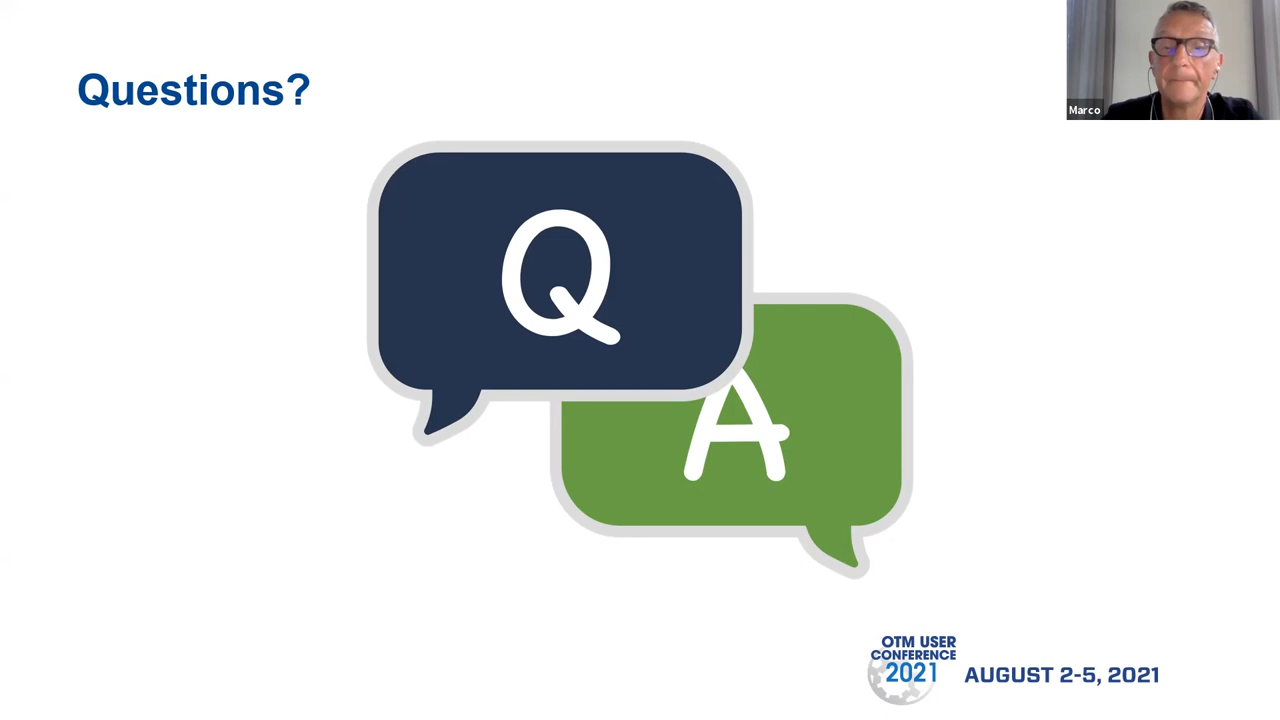 Questions?
Marco
Q
A
OTM USER
CONFERENCE
2021
AUGUST 2-5, 2021